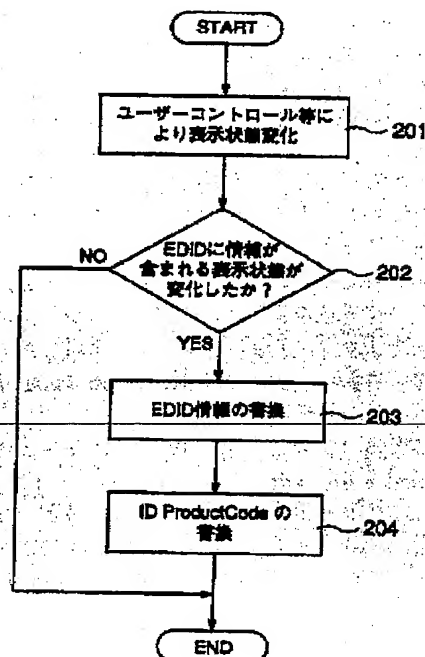 START
ユーザーコントロール等に
より表示状態変化
201
EDIDに情報が
含まれる表示状態が
変化したか？
202
NO
YES
EDID情報の書換
203
ID ProductCode の
書換
204
END